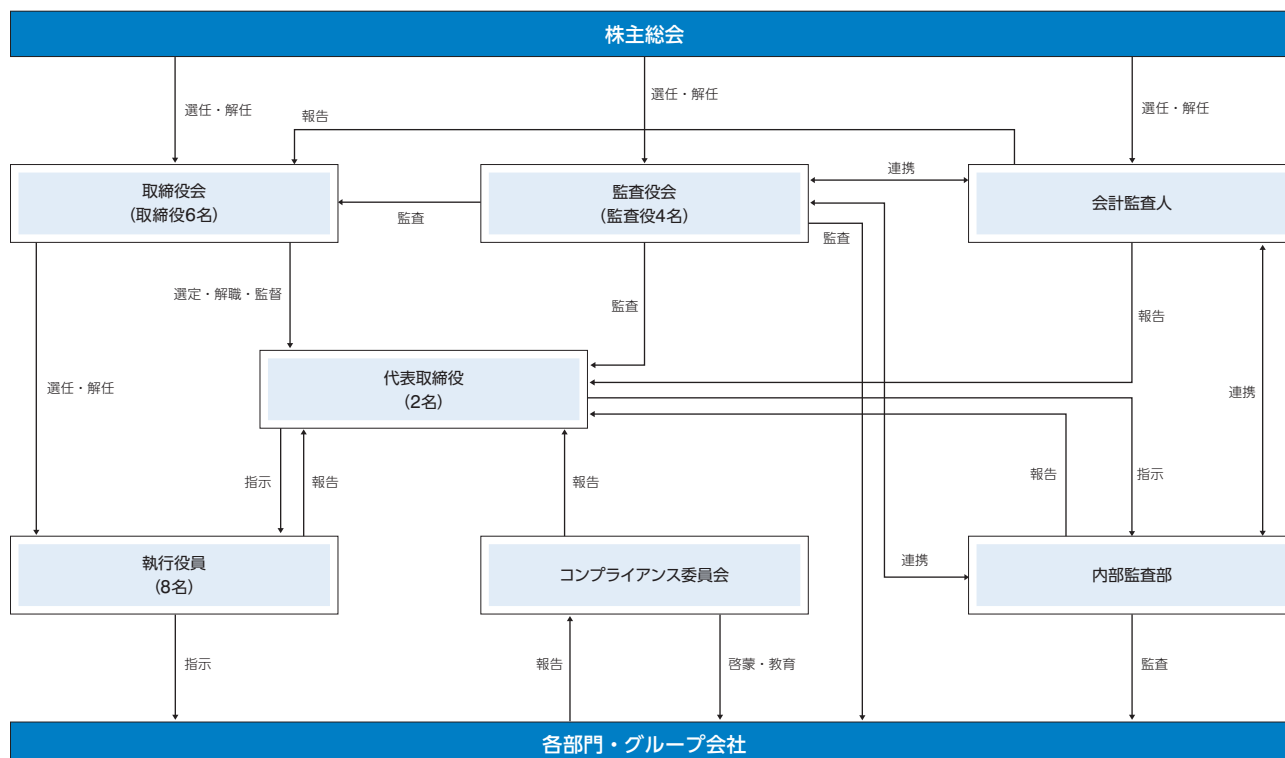 株主総会
選任・解任
選任・解任
選任・解任
報告
取締役会
(取締役6名)
監査
監査役会
(監査役4名)
連携
会計監査人
監査
選定・解職・監督
監査
報告
代表取締役
(2名)
選任・解任
連携
指示
報告
報告
報告
指示
執行役員
(8名)
コンプライアンス委員会
連携
内部監査部
指示
報告
啓蒙・教育
監査
各部門・グループ会社